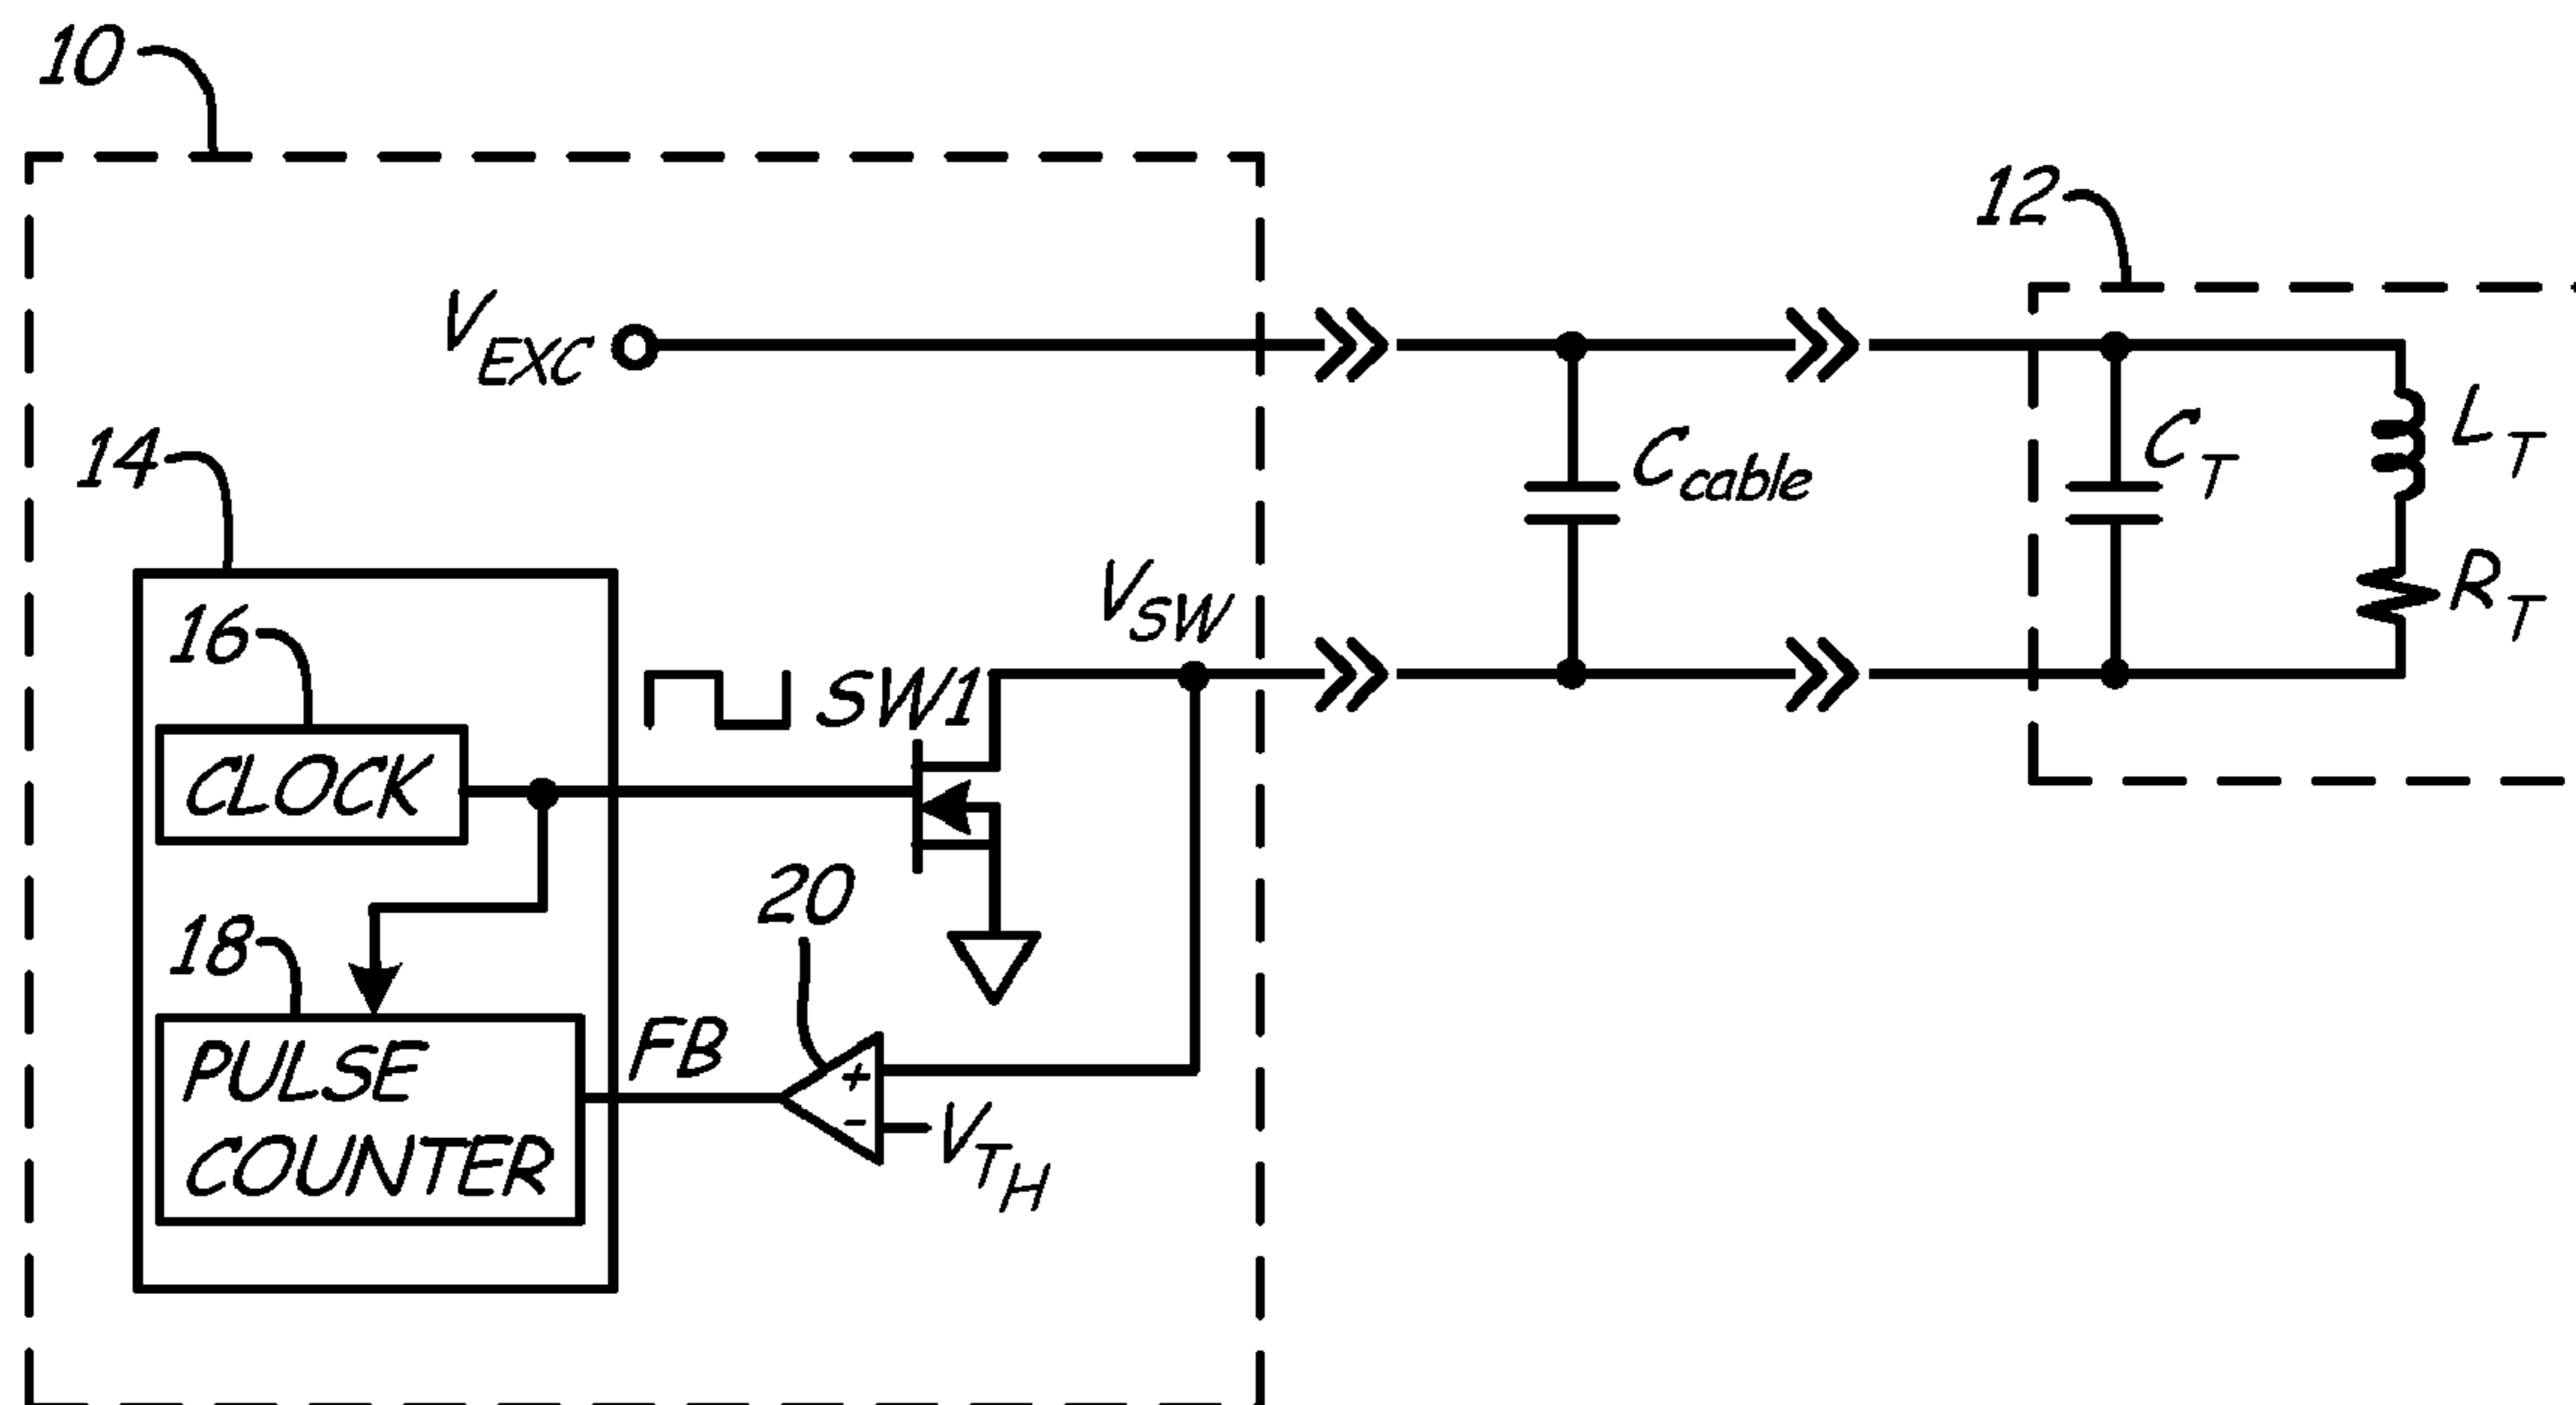 10
12
V_EXC
14
C_cable
C_T
L_T
R_T
V_SW
16
SW1
CLOCK
20
18
FB
PULSE
COUNTER
+
-
V_TH